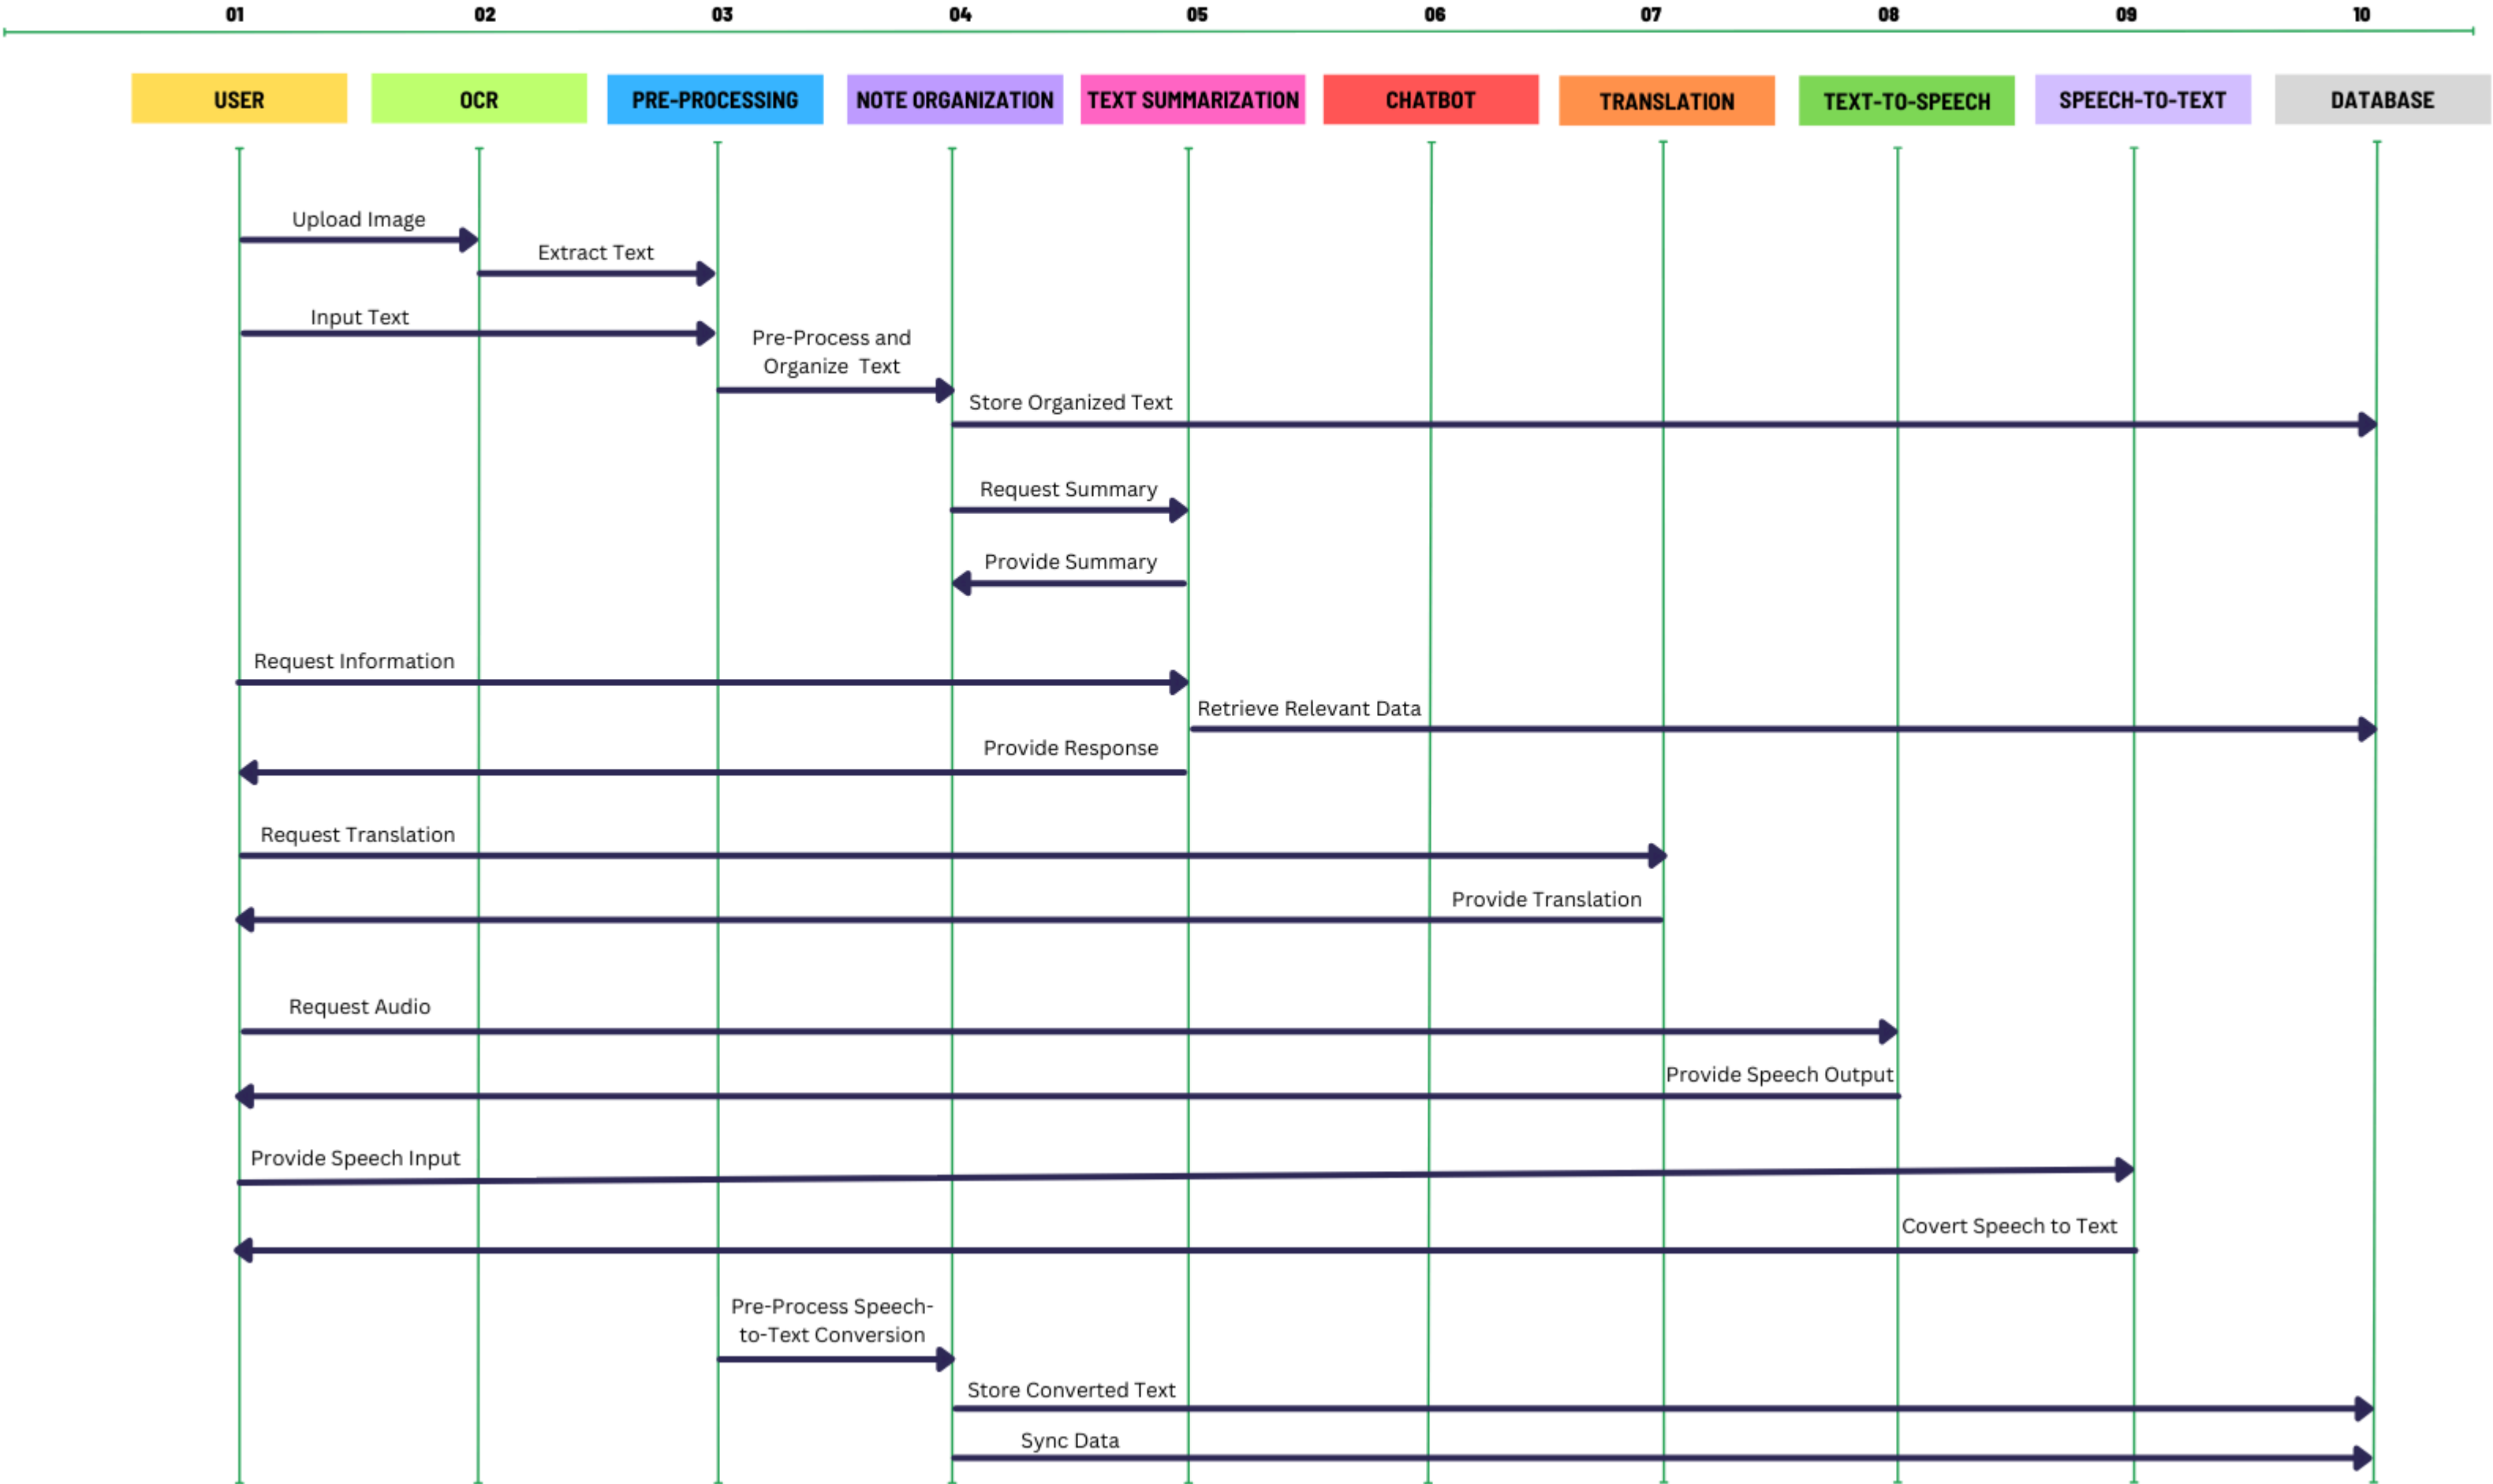 01 02 03 04 05 06 07 08 09 10
USER OCR PRE-PROCESSING NOTE ORGANIZATION TEXT SUMMARIZATION CHATBOT TRANSLATION TEXT-TO-SPEECH SPEECH-TO-TEXT DATABASE
Upload Image
Extract Text
Input Text
Pre-Process and
Organize Text
Store Organized Text
Request Summary
Provide Summary
Request Information
Retrieve Relevant Data
Provide Response
Request Translation
Provide Translation
Request Audio
Provide Speech Output
Provide Speech Input
Covert Speech to Text
Pre-Process Speech-
to-Text Conversion
Store Converted Text
Sync Data